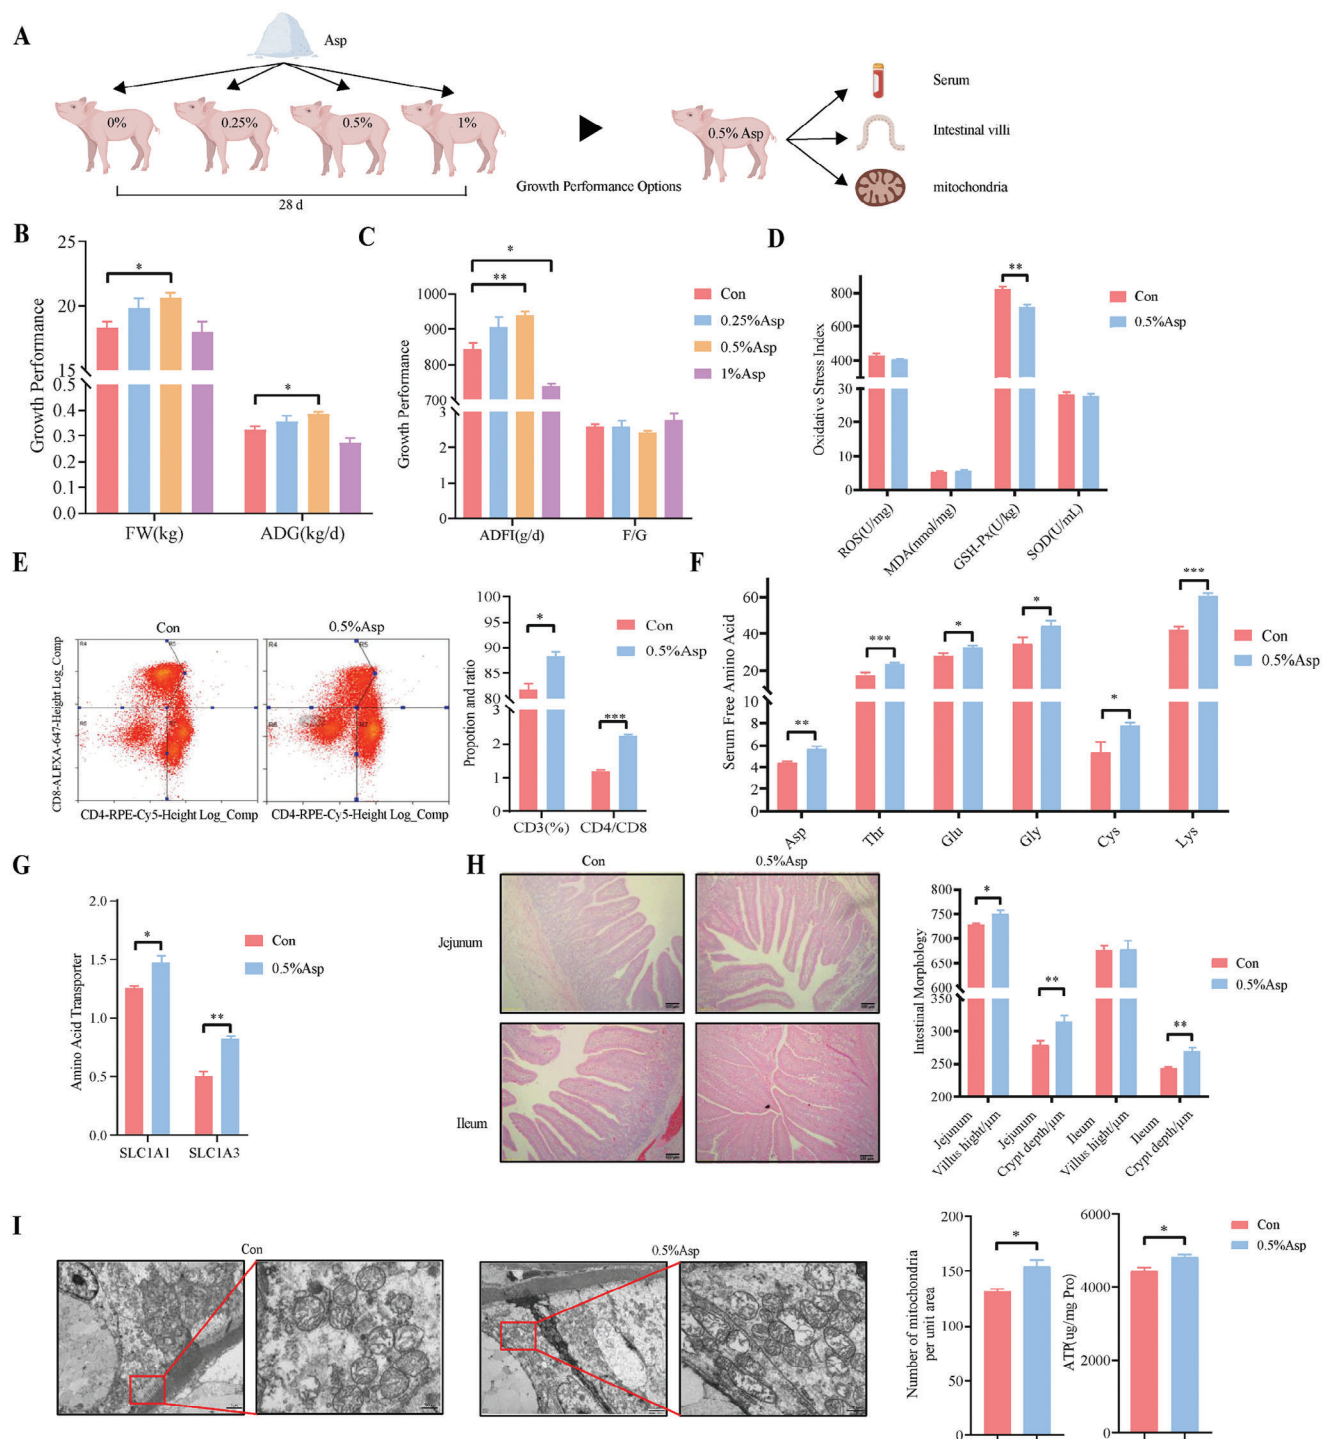 A
Asp
0%
0.25%
0.5%
1%
28 d
Growth Performance Options
0.5% Asp
Serum
Intestinal villi
mitochondria
B
Growth Performance
25
20
15
0.5
0.4
0.3
0.2
0.1
0.0
*
*
FW(kg)
ADG(kg/d)
C
Growth Performance
1000
900
800
700
3
2
1
0
*
**
ADFI(g/d)
F/G
Con
0.25%Asp
0.5%Asp
1%Asp
D
Oxidative Stress Index
800
600
400
30
20
10
0
**
ROS(U/mg)
MDA(nmol/mg)
GSH-Px(U/kg)
SOD(U/mL)
Con
0.5%Asp
E
Con
0.5%Asp
CD8-ALEXA-647-Height Log_Comp
R4
R5
R4
R5
CD4-RPE-Cy5-Height Log_Comp
CD4-RPE-Cy5-Height Log_Comp
Propotion and ratio
100
95
90
85
80
3
2
1
0
*
***
CD3(%)
CD4/CD8
Con
0.5%Asp
F
Serum Free Amino Acid
60
40
20
10
8
6
4
2
0
**
***
*
*
*
***
Asp
Thr
Glu
Gly
Cys
Lys
Con
0.5%Asp
G
Amino Acid Transporter
2.0
1.5
1.0
0.5
0.0
*
**
SLC1A1
SLC1A3
Con
0.5%Asp
H
Con
0.5%Asp
Jejunum
Ileum
Intestinal Morphology
800
750
700
650
600
350
300
250
200
*
**
**
Jejunum
Villus hight/μm
Jejunum
Crypt depth/μm
Ileum
Villus hight/μm
Ileum
Crypt depth/μm
Con
0.5%Asp
I
Con
0.5%Asp
Number of mitochondria
per unit area
200
150
100
50
0
*
ATP(ug/mg Pro)
6000
4000
2000
0
*
Con
0.5%Asp